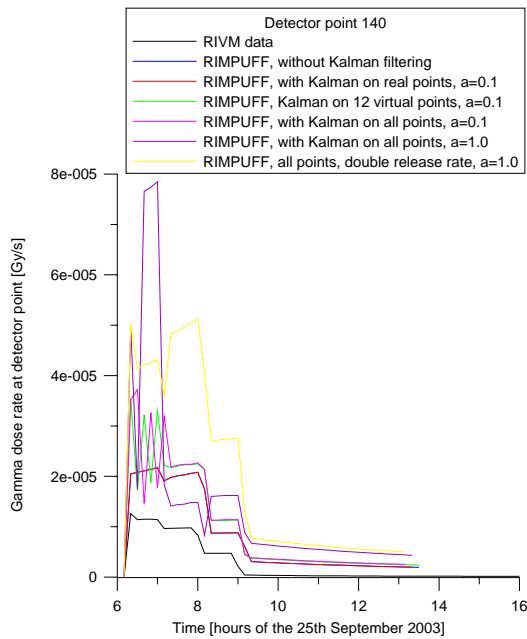 Detector point 140
RIVM data
RIMPUFF, without Kalman filtering
RIMPUFF, with Kalman on real points, a=0.1
RIMPUFF, Kalman on 12 virtual points, a=0.1
RIMPUFF, with Kalman on all points, a=0.1
RIMPUFF, with Kalman on all points, a=1.0
RIMPUFF, all points, double release rate, a=1.0
8e-005
6e-005
4e-005
2e-005
0
Gamma dose rate at detector point [Gy/s]
6 8 10 12 14 16
Time [hours of the 25th September 2003]